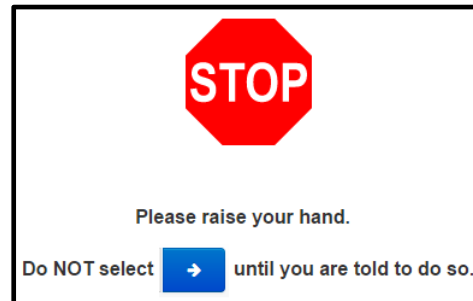 STOP
Please raise your hand.
Do NOT select → until you are told to do so.